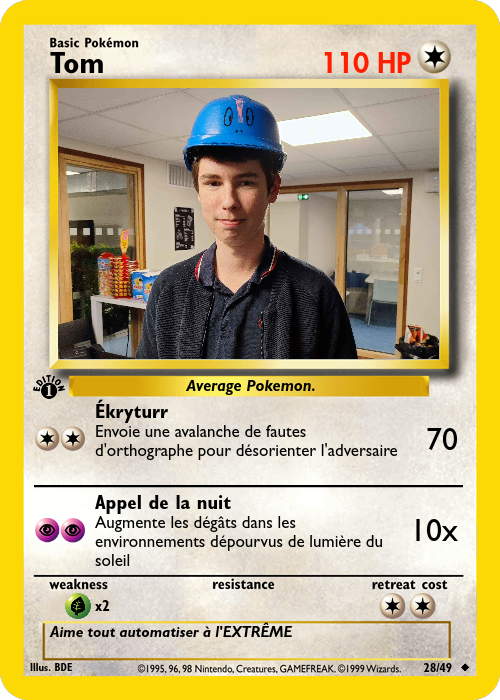 Basic Pokémon
Tom
110 HP
Average Pokemon.
EDITION
1
Ékryturr
Envoie une avalanche de fautes
d'orthographe pour désorienter l'adversaire
70
Appel de la nuit
Augmente les dégâts dans les
environnements dépourvus de lumière du
soleil
10x
weakness
resistance
retreat cost
x2
Aime tout automatiser à l'EXTRÊME
Illus. BDE
©1995, 96, 98 Nintendo, Creatures, GAMEFREAK. ©1999 Wizards.
28/49